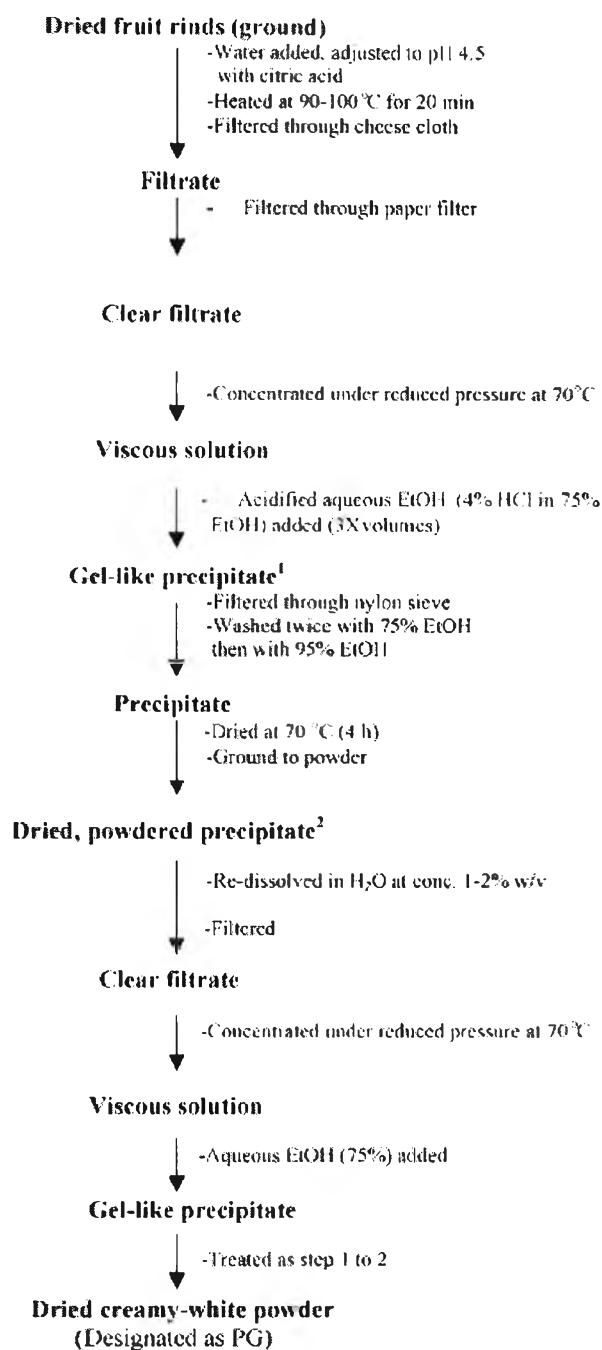 Dried fruit rinds (ground)
-Water added, adjusted to pH 4.5
with citric acid
-Heated at 90-100 °C for 20 min
-Filtered through cheese cloth
Filtrate
- Filtered through paper filter
Clear filtrate
-Concentrated under reduced pressure at 70°C
Viscous solution
- Acidified aqueous EtOH (4% HCl in 75%
EtOH) added (3X volumes)
Gel-like precipitate¹
-Filtered through nylon sieve
-Washed twice with 75% EtOH
then with 95% EtOH
Precipitate
-Dried at 70 °C (4 h)
-Ground to powder
Dried, powdered precipitate²
-Re-dissolved in H₂O at conc. 1-2% w/v
-Filtered
Clear filtrate
-Concentrated under reduced pressure at 70°C
Viscous solution
-Aqueous EtOH (75%) added
Gel-like precipitate
-Treated as step 1 to 2
Dried creamy-white powder
(Designated as PG)